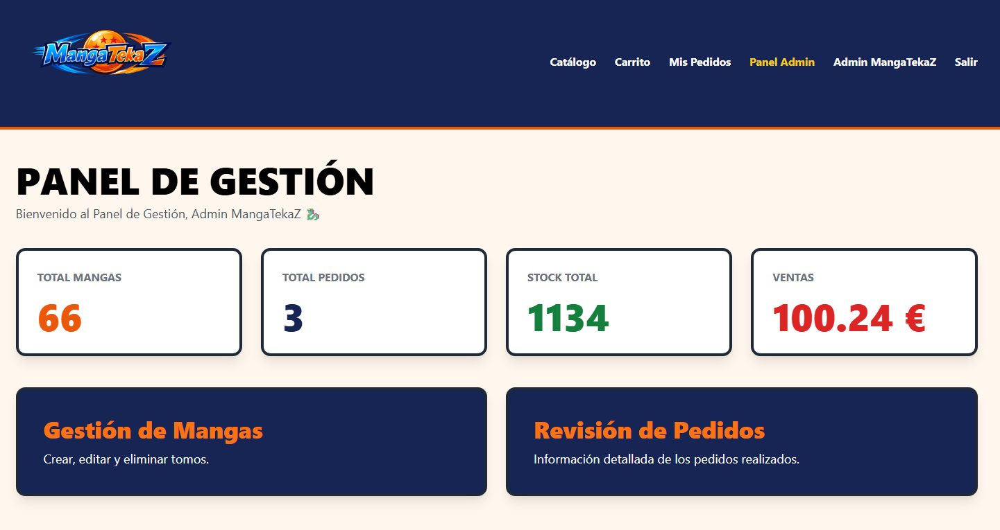 MangaTekaZ
Catálogo Carrito Mis Pedidos Panel Admin Admin MangaTekaZ Salir
PANEL DE GESTIÓN
Bienvenido al Panel de Gestión, Admin MangaTekaZ 🐉
TOTAL MANGAS
66
TOTAL PEDIDOS
3
STOCK TOTAL
1134
VENTAS
100.24 €
Gestión de Mangas
Crear, editar y eliminar tomos.
Revisión de Pedidos
Información detallada de los pedidos realizados.